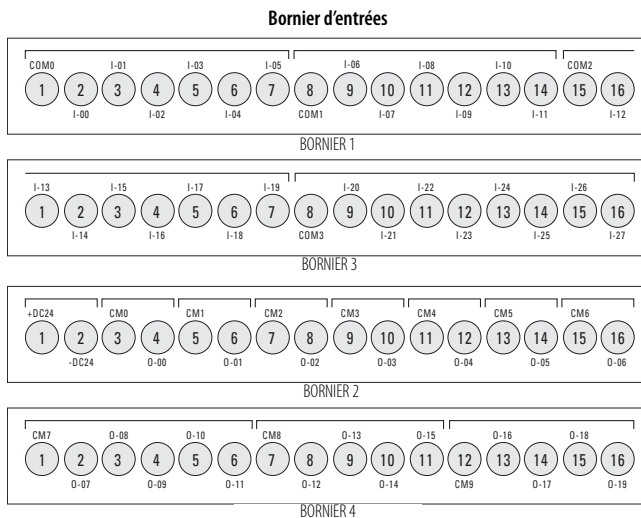 Bornier d'entrées
COM0 I-01 I-03 I-05 I-06 I-08 I-10 COM2
1 2 3 4 5 6 7 8 9 10 11 12 13 14 15 16
I-00 I-02 I-04 COM1 I-07 I-09 I-11 I-12
BORNIER 1
I-13 I-15 I-17 I-19 I-20 I-22 I-24 I-26
1 2 3 4 5 6 7 8 9 10 11 12 13 14 15 16
I-14 I-16 I-18 COM3 I-21 I-23 I-25 I-27
BORNIER 3
+DC24 CM0 CM1 CM2 CM3 CM4 CM5 CM6
1 2 3 4 5 6 7 8 9 10 11 12 13 14 15 16
-DC24 O-00 O-01 O-02 O-03 O-04 O-05 O-06
BORNIER 2
CM7 O-08 O-10 CM8 O-13 O-15 O-16 O-18
1 2 3 4 5 6 7 8 9 10 11 12 13 14 15 16
O-07 O-09 O-11 O-12 O-14 CM9 O-17 O-19
BORNIER 4